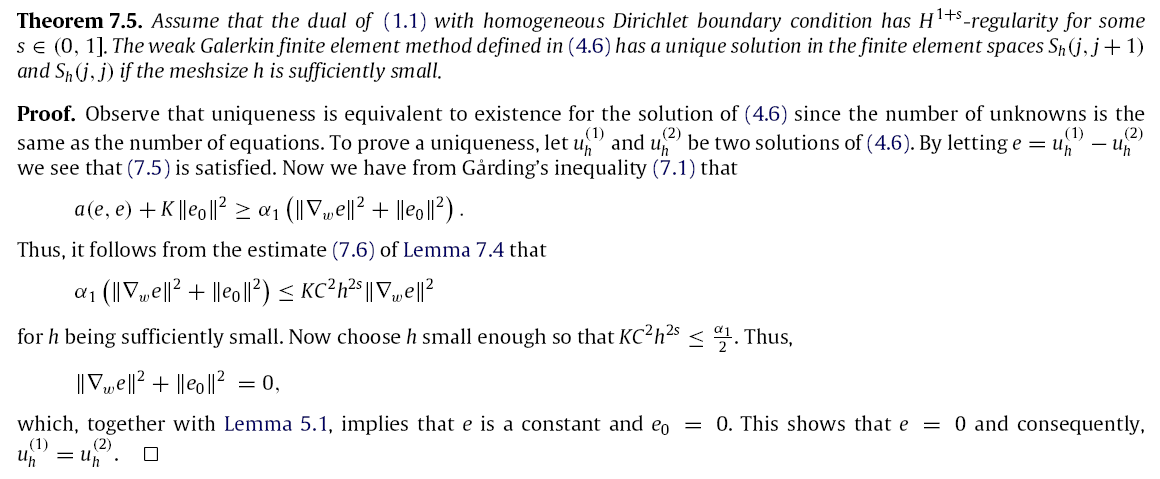 Theorem 7.5. Assume that the dual of (1.1) with homogeneous Dirichlet boundary condition has H^{1+s}-regularity for some
s ∈ (0, 1]. The weak Galerkin finite element method defined in (4.6) has a unique solution in the finite element spaces S_h(j, j + 1)
and S_h(j, j) if the meshsize h is sufficiently small.
Proof. Observe that uniqueness is equivalent to existence for the solution of (4.6) since the number of unknowns is the
same as the number of equations. To prove a uniqueness, let u_h^{(1)} and u_h^{(2)} be two solutions of (4.6). By letting e = u_h^{(1)} − u_h^{(2)}
we see that (7.5) is satisfied. Now we have from Gårding's inequality (7.1) that
a(e, e) + K‖e_0‖² ≥ α_1 (‖∇_w e‖² + ‖e_0‖²) .
Thus, it follows from the estimate (7.6) of Lemma 7.4 that
α_1 (‖∇_w e‖² + ‖e_0‖²) ≤ KC²h^{2s}‖∇_w e‖²
for h being sufficiently small. Now choose h small enough so that KC²h^{2s} ≤ α_1/2. Thus,
‖∇_w e‖² + ‖e_0‖² = 0,
which, together with Lemma 5.1, implies that e is a constant and e_0 = 0. This shows that e = 0 and consequently,
u_h^{(1)} = u_h^{(2)}. □